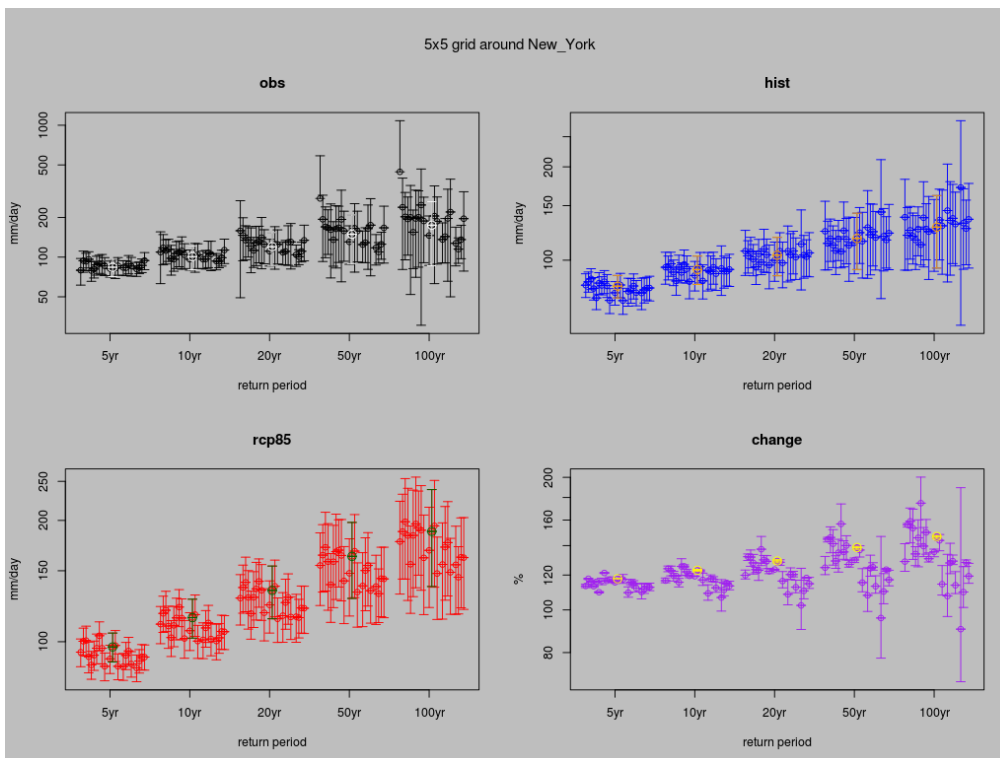 5x5 grid around New_York
obs
mm/day
1000
500
200
100
50
5yr 10yr 20yr 50yr 100yr
return period
hist
mm/day
200
150
100
5yr 10yr 20yr 50yr 100yr
return period
rcp85
mm/day
250
200
150
100
5yr 10yr 20yr 50yr 100yr
return period
change
%
200
160
120
100
80
5yr 10yr 20yr 50yr 100yr
return period